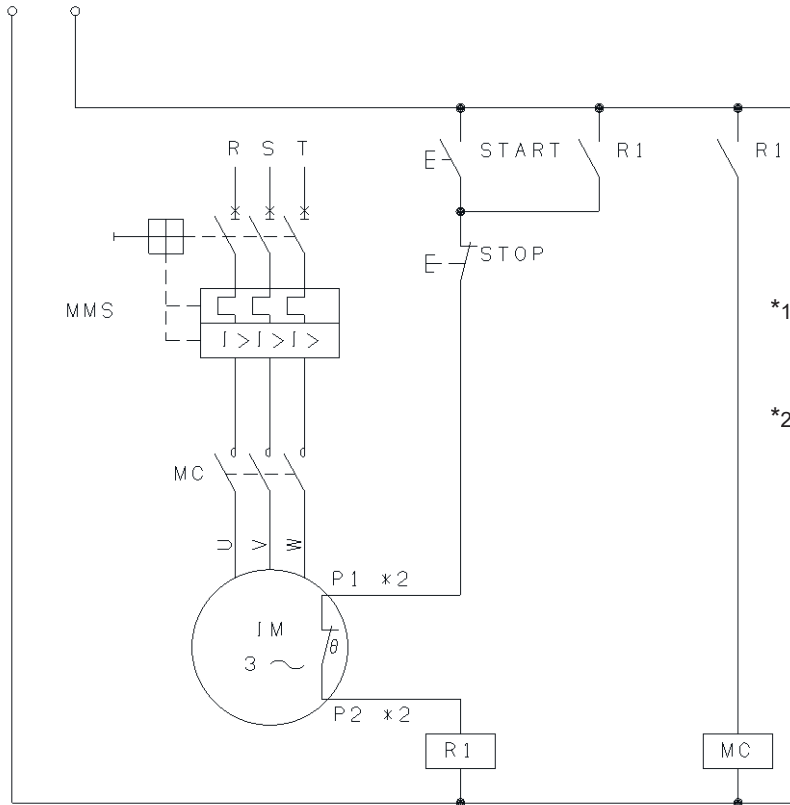 R S T
START
R1
R1
STOP
MMS
I> I> I>
*1
*2
MC
U V W
P1 *2
IM
3 ~
θ
P2 *2
R1
MC